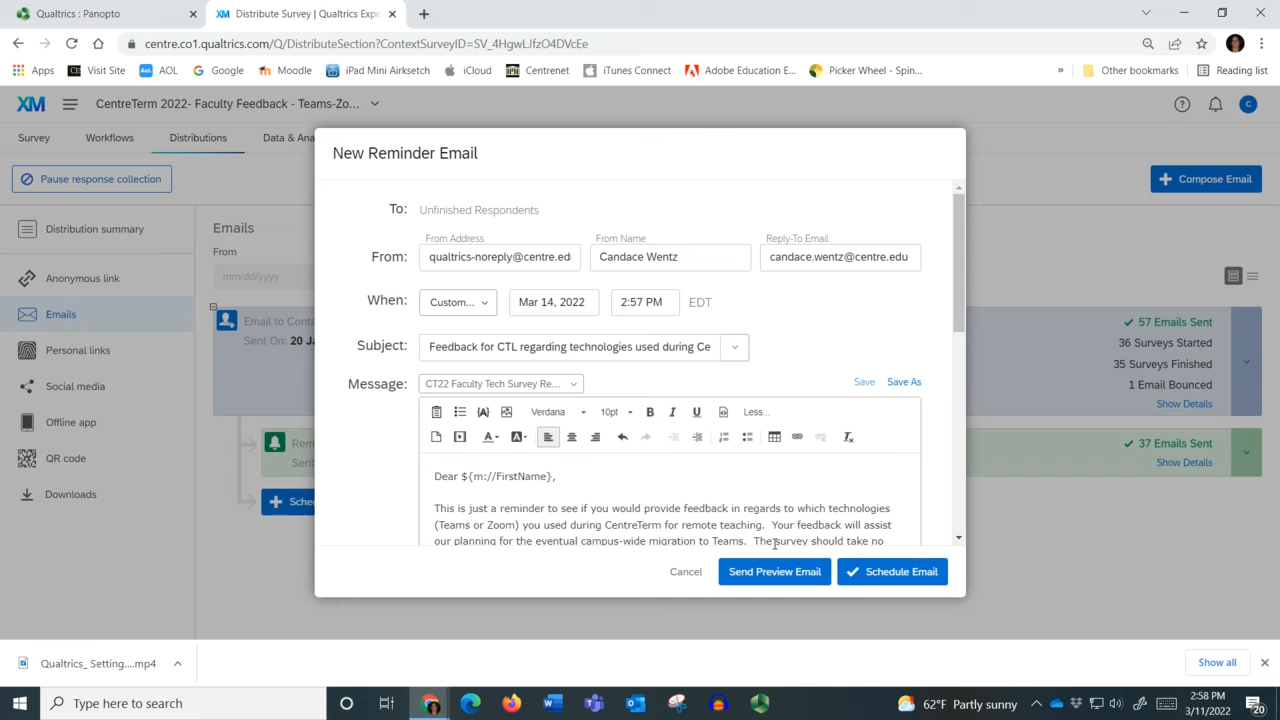 Qualtrics : Panopto
XM Distribute Survey | Qualtrics Expe
centre.co1.qualtrics.com/Q/DistributeSection?ContextSurveyID=SV_4HgwLJfzO4DVcEe
Apps
Visit Site
AOL
Google
Moodle
iPad Mini Airksetch
iCloud
Centrenet
iTunes Connect
Adobe Education E...
Picker Wheel - Spin...
»
Other bookmarks
Reading list
XM
CentreTerm 2022- Faculty Feedback - Teams-Zo...
C
Survey
Workflows
Distributions
Data & Ana
Pause response collection
Compose Email
Distribution summary
Anonymous link
Emails
Personal links
Social media
Offline app
QR code
Downloads
Emails
From
mm/dd/yyyy
Email to Conta
Sent On: 20 Ja
57 Emails Sent
36 Surveys Started
35 Surveys Finished
1 Email Bounced
Show Details
Rem
Sent
37 Emails Sent
Show Details
Sche
New Reminder Email
To: Unfinished Respondents
From Address From Name Reply-To Email
From: qualtrics-noreply@centre.ed Candace Wentz candace.wentz@centre.edu
When: Custom... Mar 14, 2022 2:57 PM EDT
Subject: Feedback for CTL regarding technologies used during Ce
Message: CT22 Faculty Tech Survey Re... Save Save As
Verdana 10pt B I U Less...
Dear ${m://FirstName},
This is just a reminder to see if you would provide feedback in regards to which technologies
(Teams or Zoom) you used during CentreTerm for remote teaching. Your feedback will assist
our planning for the eventual campus-wide migration to Teams. The survey should take no
Cancel Send Preview Email Schedule Email
Qualtrics_ Setting....mp4
Show all
Type here to search
62°F Partly sunny
2:58 PM
3/11/2022
20